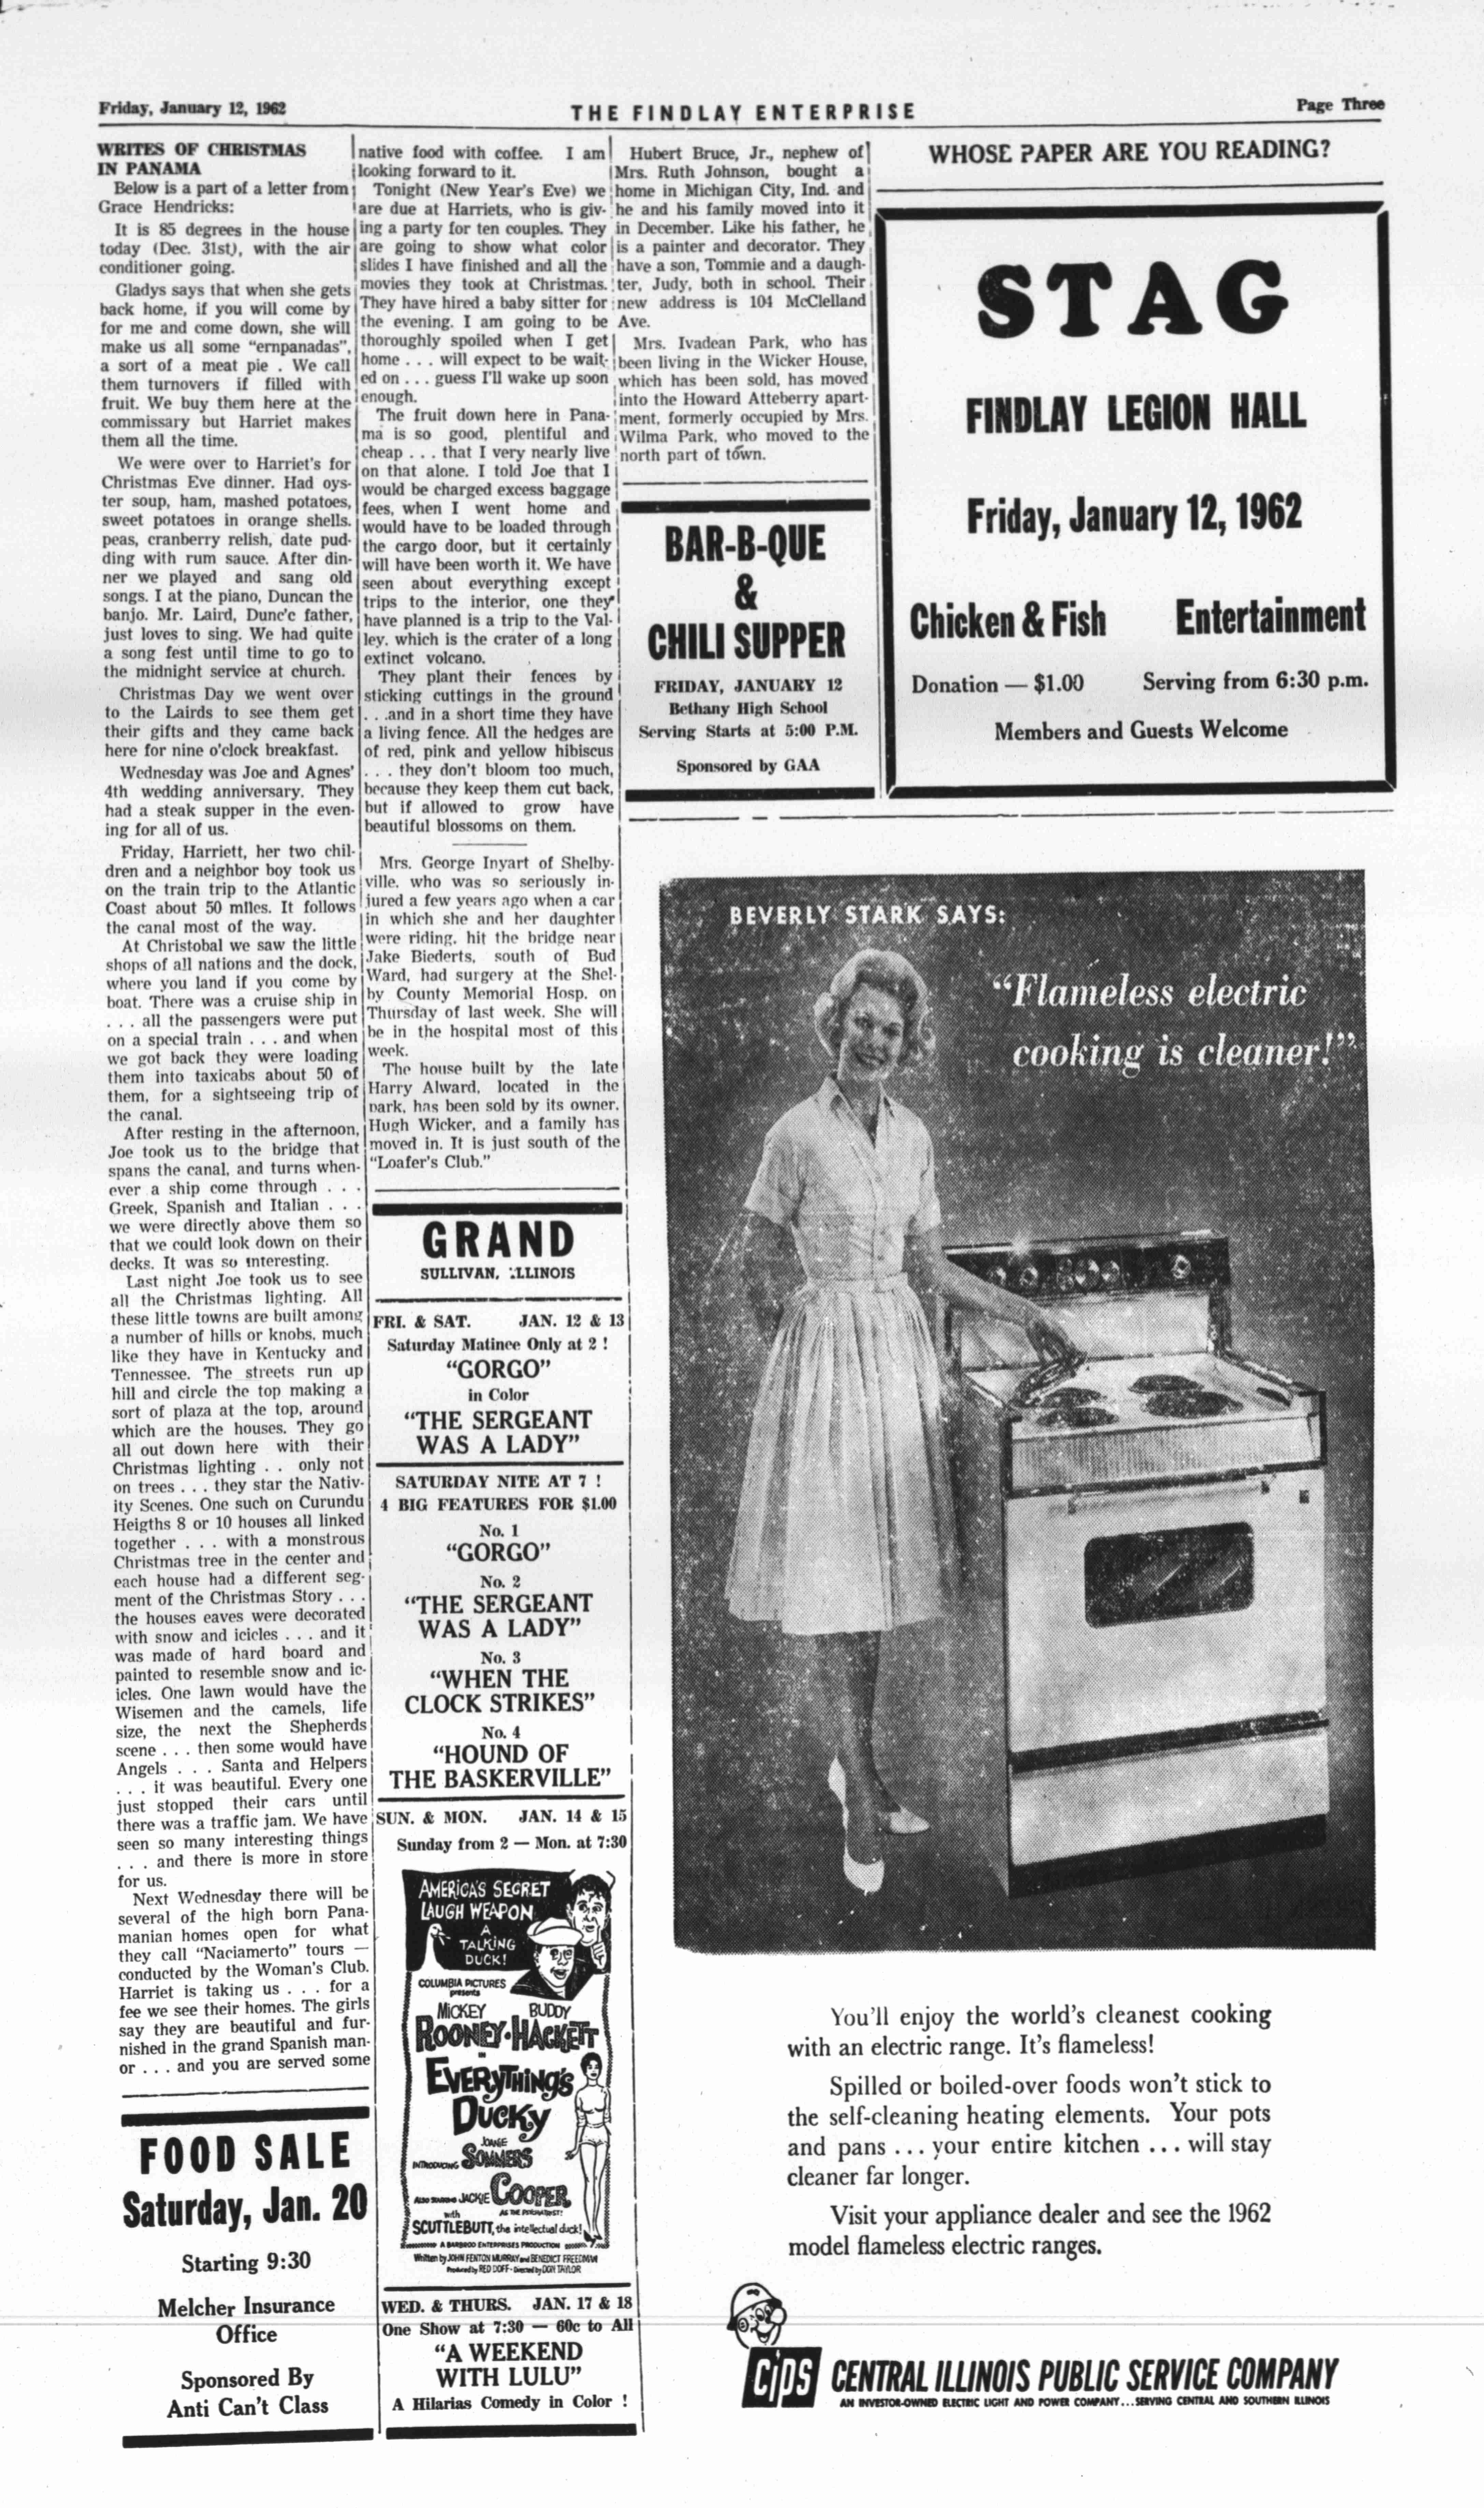 Friday, January 12, 1962
THE FINDLAY ENTERPRISE
Page Three
WRITES OF CHRISTMAS
IN PANAMA
Below is a part of a letter from
Grace Hendricks:
It is 85 degrees in the house
today (Dec. 31st), with the air
conditioner going.
Gladys says that when she gets
back home, if you will come by
for me and come down, she will
make us all some "ernpanadas",
a sort of a meat pie . We call
them turnovers if filled with
fruit. We buy them here at the
commissary but Harriet makes
them all the time.
We were over to Harriet's for
Christmas Eve dinner. Had oys-
ter soup, ham, mashed potatoes,
sweet potatoes in orange shells.
peas, cranberry relish, date pud-
ding with rum sauce. After din-
ner we played and sang old
songs. I at the piano, Duncan the
banjo. Mr. Laird, Dunc'c father,
just loves to sing. We had quite
a song fest until time to go to
the midnight service at church.
Christmas Day we went over
to the Lairds to see them get
their gifts and they came back
here for nine o'clock breakfast.
Wednesday was Joe and Agnes'
4th wedding anniversary. They
had a steak supper in the even-
ing for all of us.
Friday, Harriett, her two chil-
dren and a neighbor boy took us
on the train trip to the Atlantic
Coast about 50 miles. It follows
the canal most of the way.
At Christobal we saw the little
shops of all nations and the dock,
where you land if you come by
boat. There was a cruise ship in
. . . all the passengers were put
on a special train . . . and when
we got back they were loading
them into taxicabs about 50 of
them, for a sightseeing trip of
the canal.
After resting in the afternoon,
Joe took us to the bridge that
spans the canal, and turns when-
ever a ship come through . . .
Greek, Spanish and Italian . . .
we were directly above them so
that we could look down on their
decks. It was so interesting.
Last night Joe took us to see
all the Christmas lighting. All
these little towns are built among
a number of hills or knobs, much
like they have in Kentucky and
Tennessee. The streets run up
hill and circle the top making a
sort of plaza at the top, around
which are the houses. They go
all out down here with their
Christmas lighting . . only not
on trees . . . they star the Nativ-
ity Scenes. One such on Curundu
Heigths 8 or 10 houses all linked
together . . . with a monstrous
Christmas tree in the center and
each house had a different seg-
ment of the Christmas Story . . .
the houses eaves were decorated
with snow and icicles . . . and it
was made of hard board and
painted to resemble snow and ic-
icles. One lawn would have the
Wisemen and the camels, life
size, the next the Shepherds
scene . . . then some would have
Angels . . . Santa and Helpers
. . . it was beautiful. Every one
just stopped their cars until
there was a traffic jam. We have
seen so many interesting things
. . . and there is more in store
for us.
Next Wednesday there will be
several of the high born Pana-
manian homes open for what
they call "Naciamerto" tours —
conducted by the Woman's Club.
Harriet is taking us . . . for a
fee we see their homes. The girls
say they are beautiful and fur-
nished in the grand Spanish man-
or . . . and you are served some
FOOD SALE
Saturday, Jan. 20
Starting 9:30
Melcher Insurance
Office
Sponsored By
Anti Can't Class
native food with coffee. I am
looking forward to it.
Tonight (New Year's Eve) we
are due at Harriets, who is giv-
ing a party for ten couples. They
are going to show what color
slides I have finished and all the
movies they took at Christmas.
They have hired a baby sitter for
the evening. I am going to be
thoroughly spoiled when I get
home . . . will expect to be wait-
ed on . . . guess I'll wake up soon
enough.
The fruit down here in Pana-
ma is so good, plentiful and
cheap . . . that I very nearly live
on that alone. I told Joe that I
would be charged excess baggage
fees, when I went home and
would have to be loaded through
the cargo door, but it certainly
will have been worth it. We have
seen about everything except
trips to the interior, one they
have planned is a trip to the Val-
ley. which is the crater of a long
extinct volcano.
They plant their fences by
sticking cuttings in the ground
. . .and in a short time they have
a living fence. All the hedges are
of red, pink and yellow hibiscus
. . . they don't bloom too much,
because they keep them cut back,
but if allowed to grow have
beautiful blossoms on them.
Mrs. George Inyart of Shelby-
ville. who was so seriously in-
jured a few years ago when a car
in which she and her daughter
were riding. hit the bridge near
Jake Biederts, south of Bud
Ward, had surgery at the Shel-
by County Memorial Hosp. on
Thursday of last week. She will
be in the hospital most of this
week.
The house built by the late
Harry Alward, located in the
park, has been sold by its owner.
Hugh Wicker, and a family has
moved in. It is just south of the
"Loafer's Club."
GRAND
SULLIVAN, ILLINOIS
FRI. & SAT. JAN. 12 & 13
Saturday Matinee Only at 2 !
"GORGO"
in Color
"THE SERGEANT
WAS A LADY"
SATURDAY NITE AT 7 !
4 BIG FEATURES FOR $1.00
No. 1
"GORGO"
No. 2
"THE SERGEANT
WAS A LADY"
No. 3
"WHEN THE
CLOCK STRIKES"
No. 4
"HOUND OF
THE BASKERVILLE"
SUN. & MON. JAN. 14 & 15
Sunday from 2 — Mon. at 7:30
AMERICA'S SECRET
LAUGH WEAPON
A
TALKING
DUCK!
COLUMBIA PICTURES
presents
MICKEY BUDDY
ROONEY·HACKETT
EVERYTHING'S
DUCKY
JOANIE
INTRODUCING SOMMERS
ALSO STARRING JACKIE COOPER
with
SCUTTLEBUTT, the intellectual duck!
A BARBROO ENTERPRISES PRODUCTION
Written by JOHN FENTON MURRAY and BENEDICT FREEDMAN
Produced by RED DOFF · Directed by DON TAYLOR
WED. & THURS. JAN. 17 & 18
One Show at 7:30 — 60c to All
"A WEEKEND
WITH LULU"
A Hilarias Comedy in Color !
Hubert Bruce, Jr., nephew of
Mrs. Ruth Johnson, bought a
home in Michigan City, Ind. and
he and his family moved into it
in December. Like his father, he
is a painter and decorator. They
have a son, Tommie and a daugh-
ter, Judy, both in school. Their
new address is 104 McClelland
Ave.
Mrs. Ivadean Park, who has
been living in the Wicker House,
which has been sold, has moved
into the Howard Atteberry apart-
ment, formerly occupied by Mrs.
Wilma Park, who moved to the
north part of town.
BAR-B-QUE
&
CHILI SUPPER
FRIDAY, JANUARY 12
Bethany High School
Serving Starts at 5:00 P.M.
Sponsored by GAA
WHOSE PAPER ARE YOU READING?
STAG
FINDLAY LEGION HALL
Friday, January 12, 1962
Chicken & Fish Entertainment
Donation — $1.00 Serving from 6:30 p.m.
Members and Guests Welcome
BEVERLY STARK SAYS:
"Flameless electric
cooking is cleaner!"
You'll enjoy the world's cleanest cooking
with an electric range. It's flameless!
Spilled or boiled-over foods won't stick to
the self-cleaning heating elements. Your pots
and pans ... your entire kitchen ... will stay
cleaner far longer.
Visit your appliance dealer and see the 1962
model flameless electric ranges.
CIPS CENTRAL ILLINOIS PUBLIC SERVICE COMPANY
AN INVESTOR-OWNED ELECTRIC LIGHT AND POWER COMPANY...SERVING CENTRAL AND SOUTHERN ILLINOIS